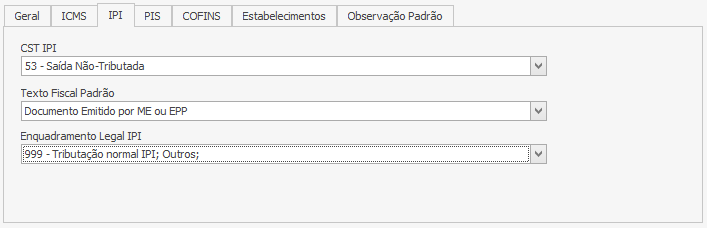 Geral ICMS IPI PIS COFINS Estabelecimentos Observação Padrão
CST IPI
53 - Saída Não-Tributada
Texto Fiscal Padrão
Documento Emitido por ME ou EPP
Enquadramento Legal IPI
999 - Tributação normal IPI; Outros;